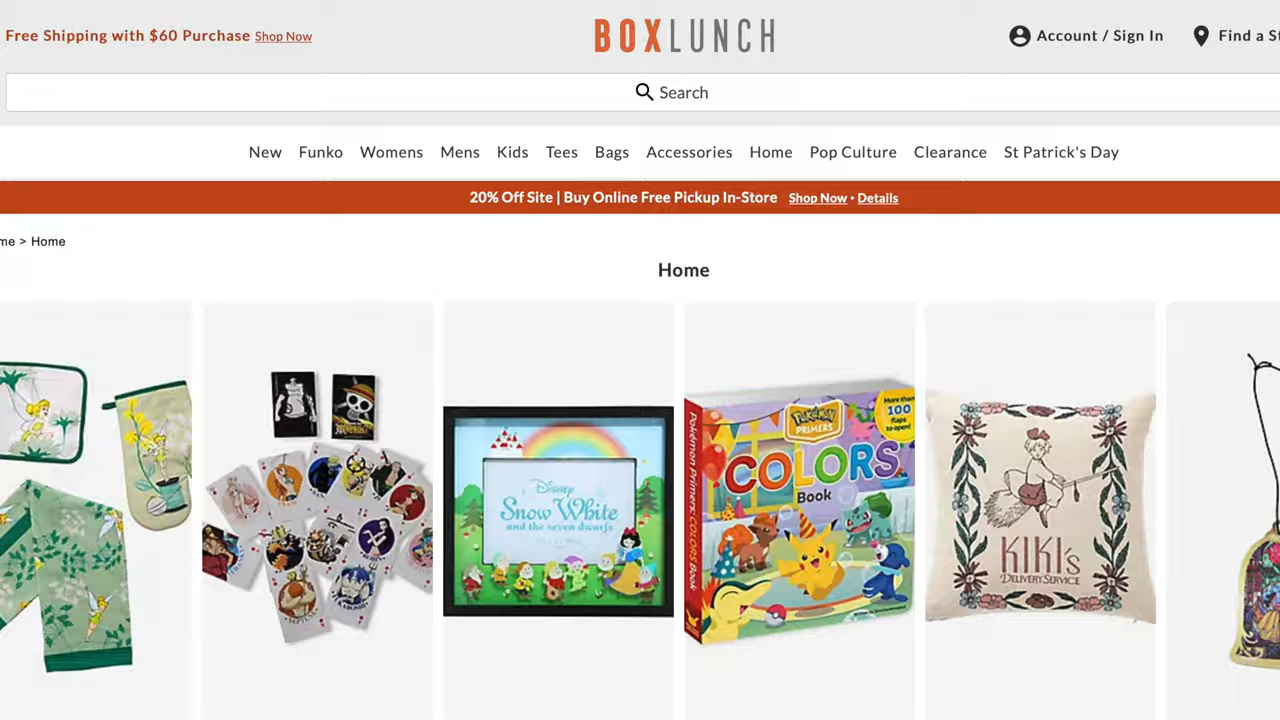 Free Shipping with $60 Purchase Shop Now
BOXLUNCH
Account / Sign In
Find a St
Search
New Funko Womens Mens Kids Tees Bags Accessories Home Pop Culture Clearance St Patrick's Day
20% Off Site | Buy Online Free Pickup In-Store Shop Now • Details
me > Home
Home
Disney
Snow White
and the seven dwarfs
Pokémon Primers: COLORS Book
POKÉMON
PRIMERS
COLORS
Book
More than
100
flaps
to open!
KIKI's
DELIVERY SERVICE